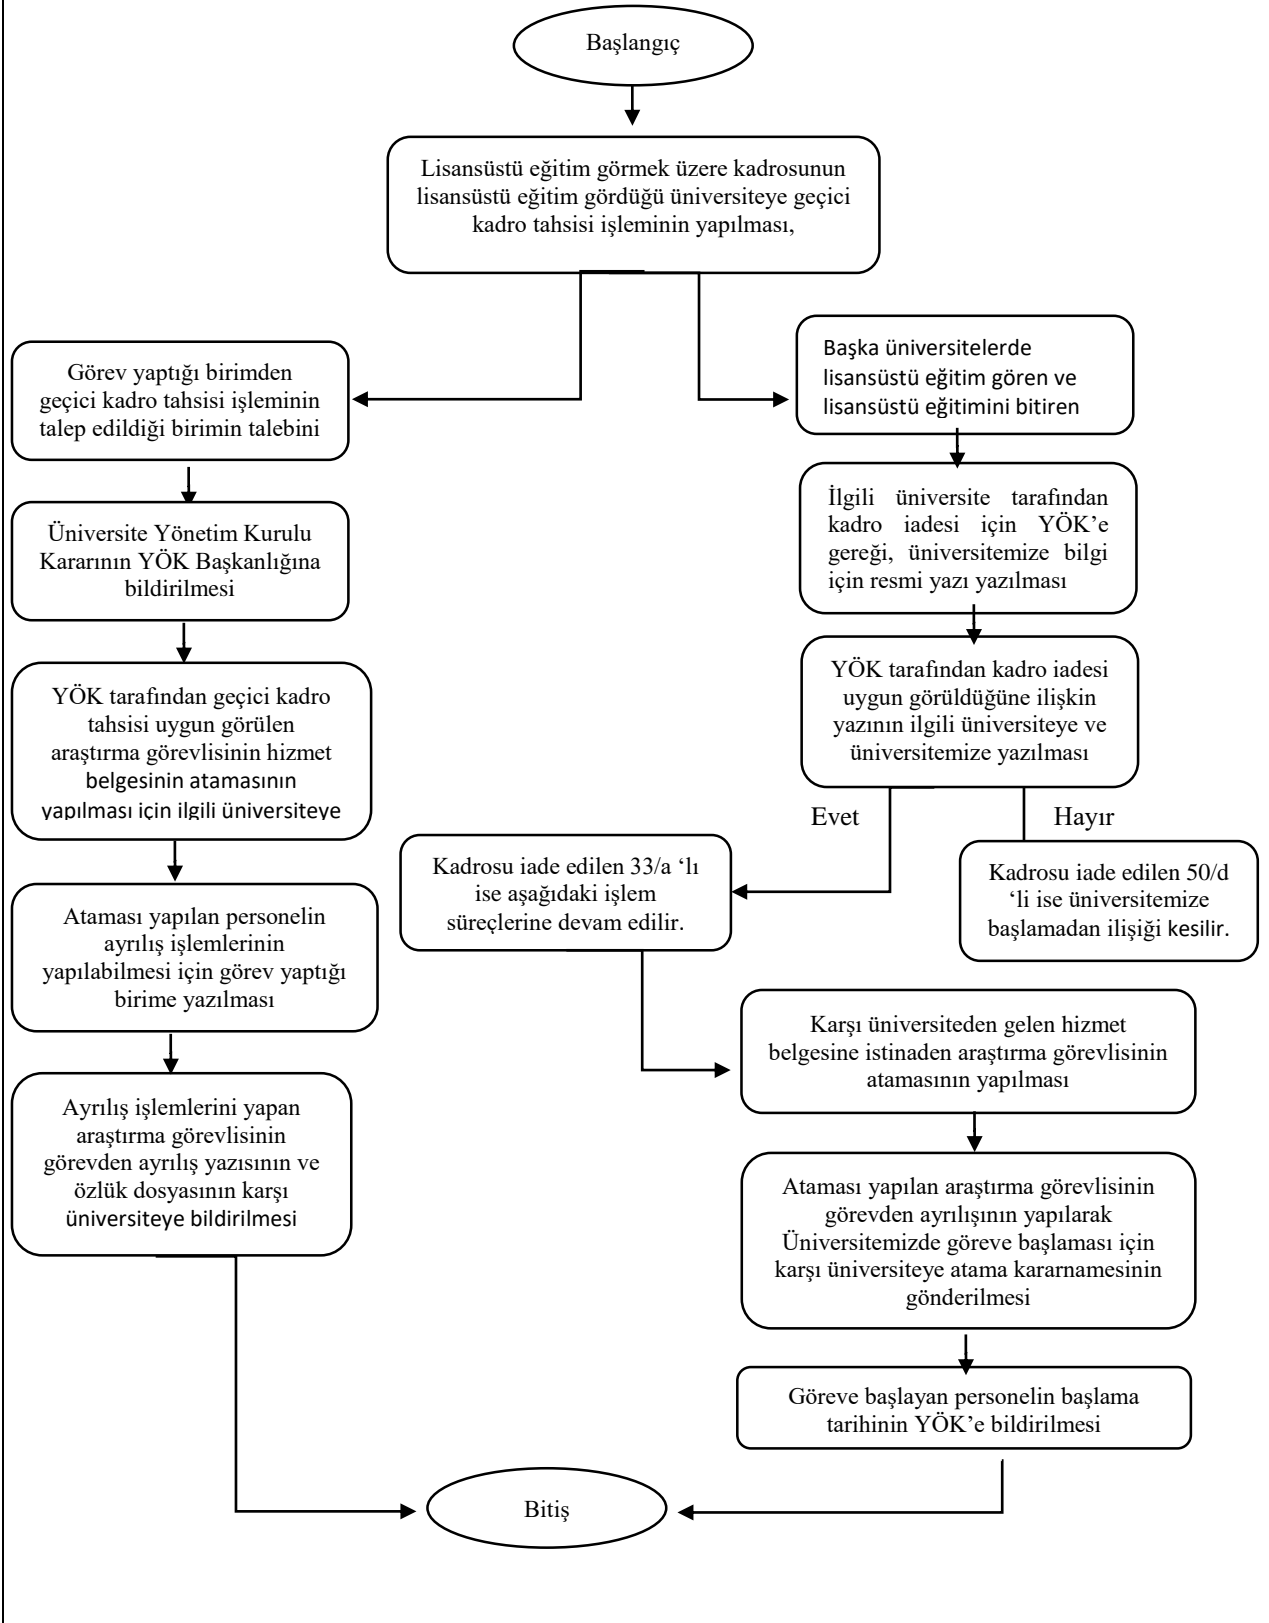 Başlangıç
Lisansüstü eğitim görmek üzere kadrosunun
lisansüstü eğitim gördüğü üniversiteye geçici
kadro tahsisi işleminin yapılması,
Görev yaptığı birimden
geçici kadro tahsisi işleminin
talep edildiği birimin talebini
Üniversite Yönetim Kurulu
Kararının YÖK Başkanlığına
bildirilmesi
YÖK tarafından geçici kadro
tahsisi uygun görülen
araştırma görevlisinin hizmet
belgesinin atamasının
yapılması için ilgili üniversiteye
Ataması yapılan personelin
ayrılış işlemlerinin
yapılabilmesi için görev yaptığı
birime yazılması
Ayrılış işlemlerini yapan
araştırma görevlisinin
görevden ayrılış yazısının ve
özlük dosyasının karşı
üniversiteye bildirilmesi
Başka üniversitelerde
lisansüstü eğitim gören ve
lisansüstü eğitimini bitiren
İlgili üniversite tarafından
kadro iadesi için YÖK’e
gereği, üniversitemize bilgi
için resmi yazı yazılması
YÖK tarafından kadro iadesi
uygun görüldüğüne ilişkin
yazının ilgili üniversiteye ve
üniversitemize yazılması
Evet
Hayır
Kadrosu iade edilen 33/a ‘lı
ise aşağıdaki işlem
süreçlerine devam edilir.
Kadrosu iade edilen 50/d
‘li ise üniversitemize
başlamadan ilişiği kesilir.
Karşı üniversiteden gelen hizmet
belgesine istinaden araştırma görevlisinin
atamasının yapılması
Ataması yapılan araştırma görevlisinin
görevden ayrılışının yapılarak
Üniversitemizde göreve başlaması için
karşı üniversiteye atama kararnamesinin
gönderilmesi
Göreve başlayan personelin başlama
tarihinin YÖK’e bildirilmesi
Bitiş